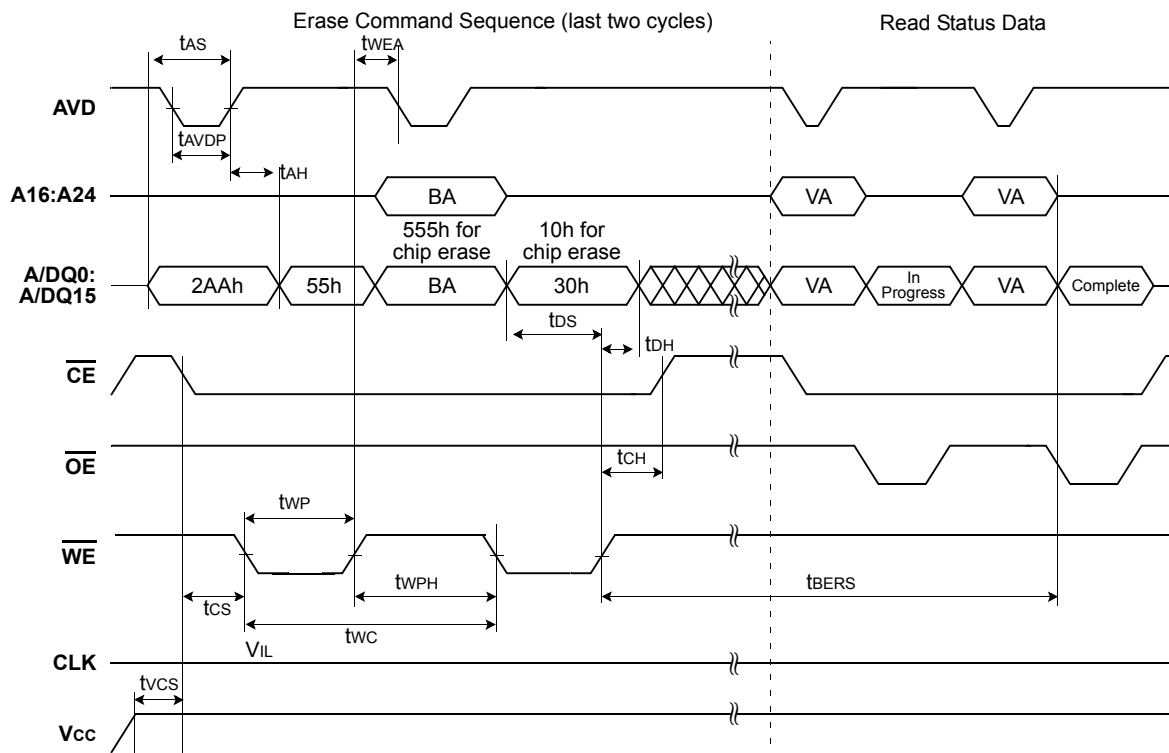 Erase Command Sequence (last two cycles)
Read Status Data
tAS
tWEA
AVD
tAVDP
tAH
A16:A24
BA
VA
VA
555h for
chip erase
10h for
chip erase
A/DQ0:
A/DQ15
2AAh
55h
BA
30h
VA
In
Progress
VA
Complete
tDS
tDH
CE
OE
tCH
tWP
WE
tWPH
tBERS
tCS
tWC
VIL
CLK
tVCS
Vcc